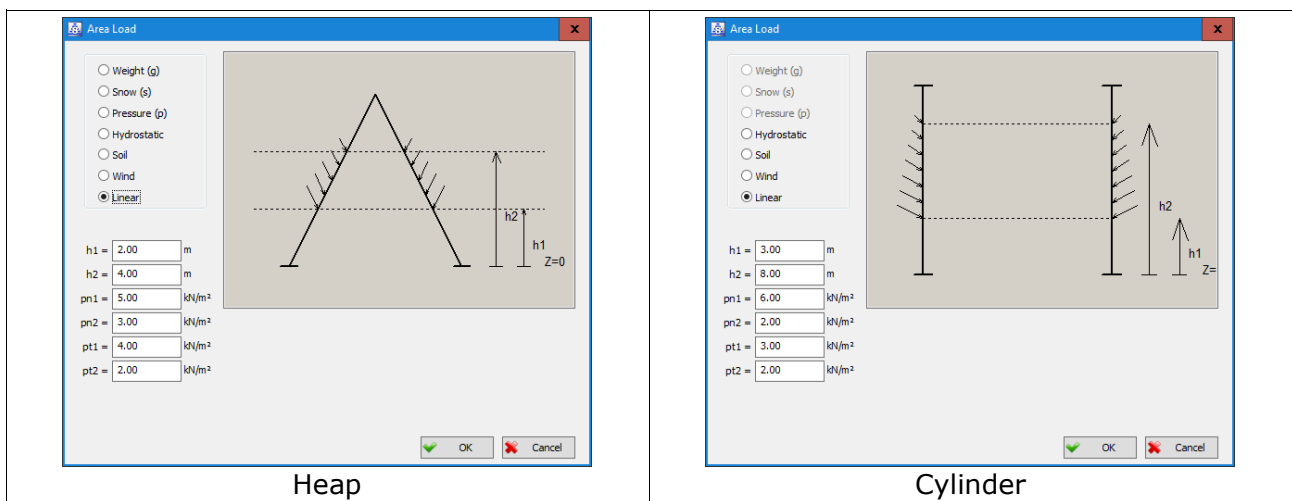 Area Load
x
Weight (g)
Snow (s)
Pressure (p)
Hydrostatic
Soil
Wind
Linear
h2
h1
Z=0
h1 = 2.00 m
h2 = 4.00 m
pn1 = 5.00 kN/m²
pn2 = 3.00 kN/m²
pt1 = 4.00 kN/m²
pt2 = 2.00 kN/m²
OK
Cancel
Heap
Area Load
x
Weight (g)
Snow (s)
Pressure (p)
Hydrostatic
Soil
Wind
Linear
h2
h1
Z=
h1 = 3.00 m
h2 = 8.00 m
pn1 = 6.00 kN/m²
pn2 = 2.00 kN/m²
pt1 = 3.00 kN/m²
pt2 = 2.00 kN/m²
OK
Cancel
Cylinder